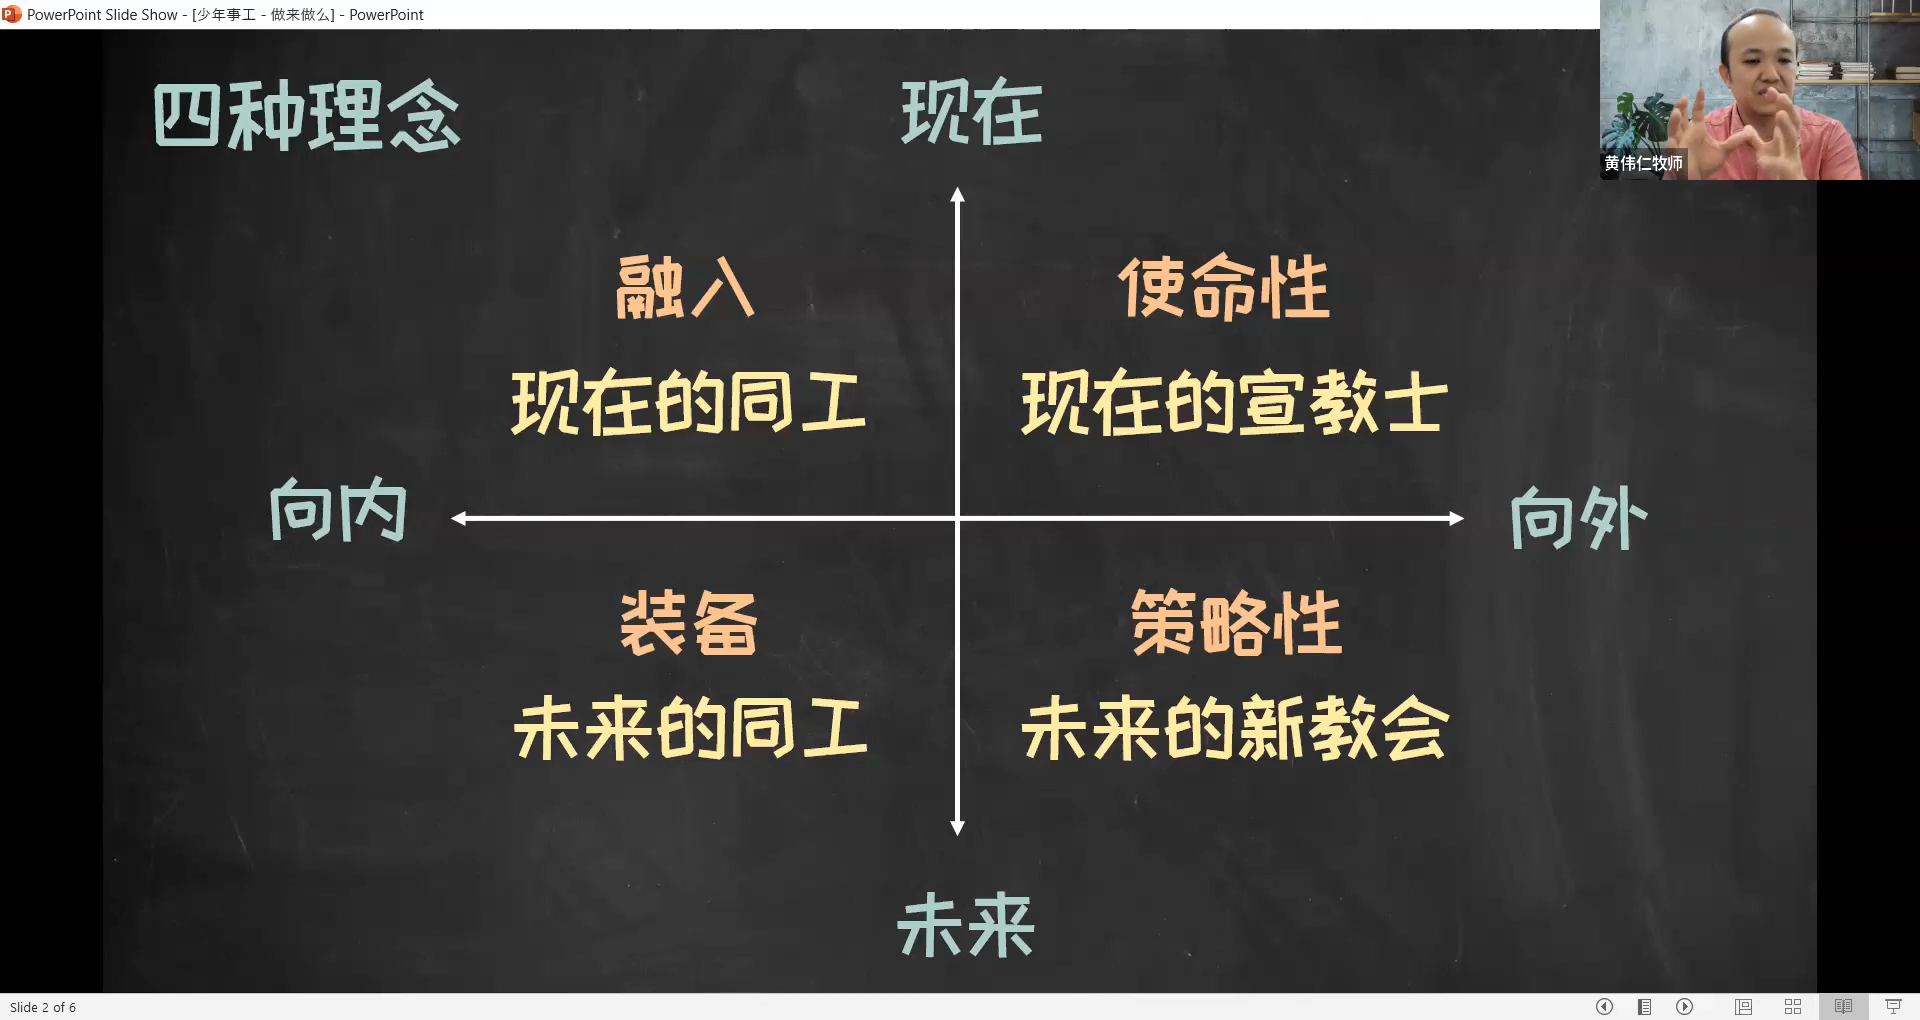 PowerPoint Slide Show - [少年事工 - 做来做么] - PowerPoint
黄伟仁牧师
四种理念
现在
融入
使命性
现在的同工
现在的宣教士
向内
向外
装备
策略性
未来的同工
未来的新教会
未来
Slide 2 of 6